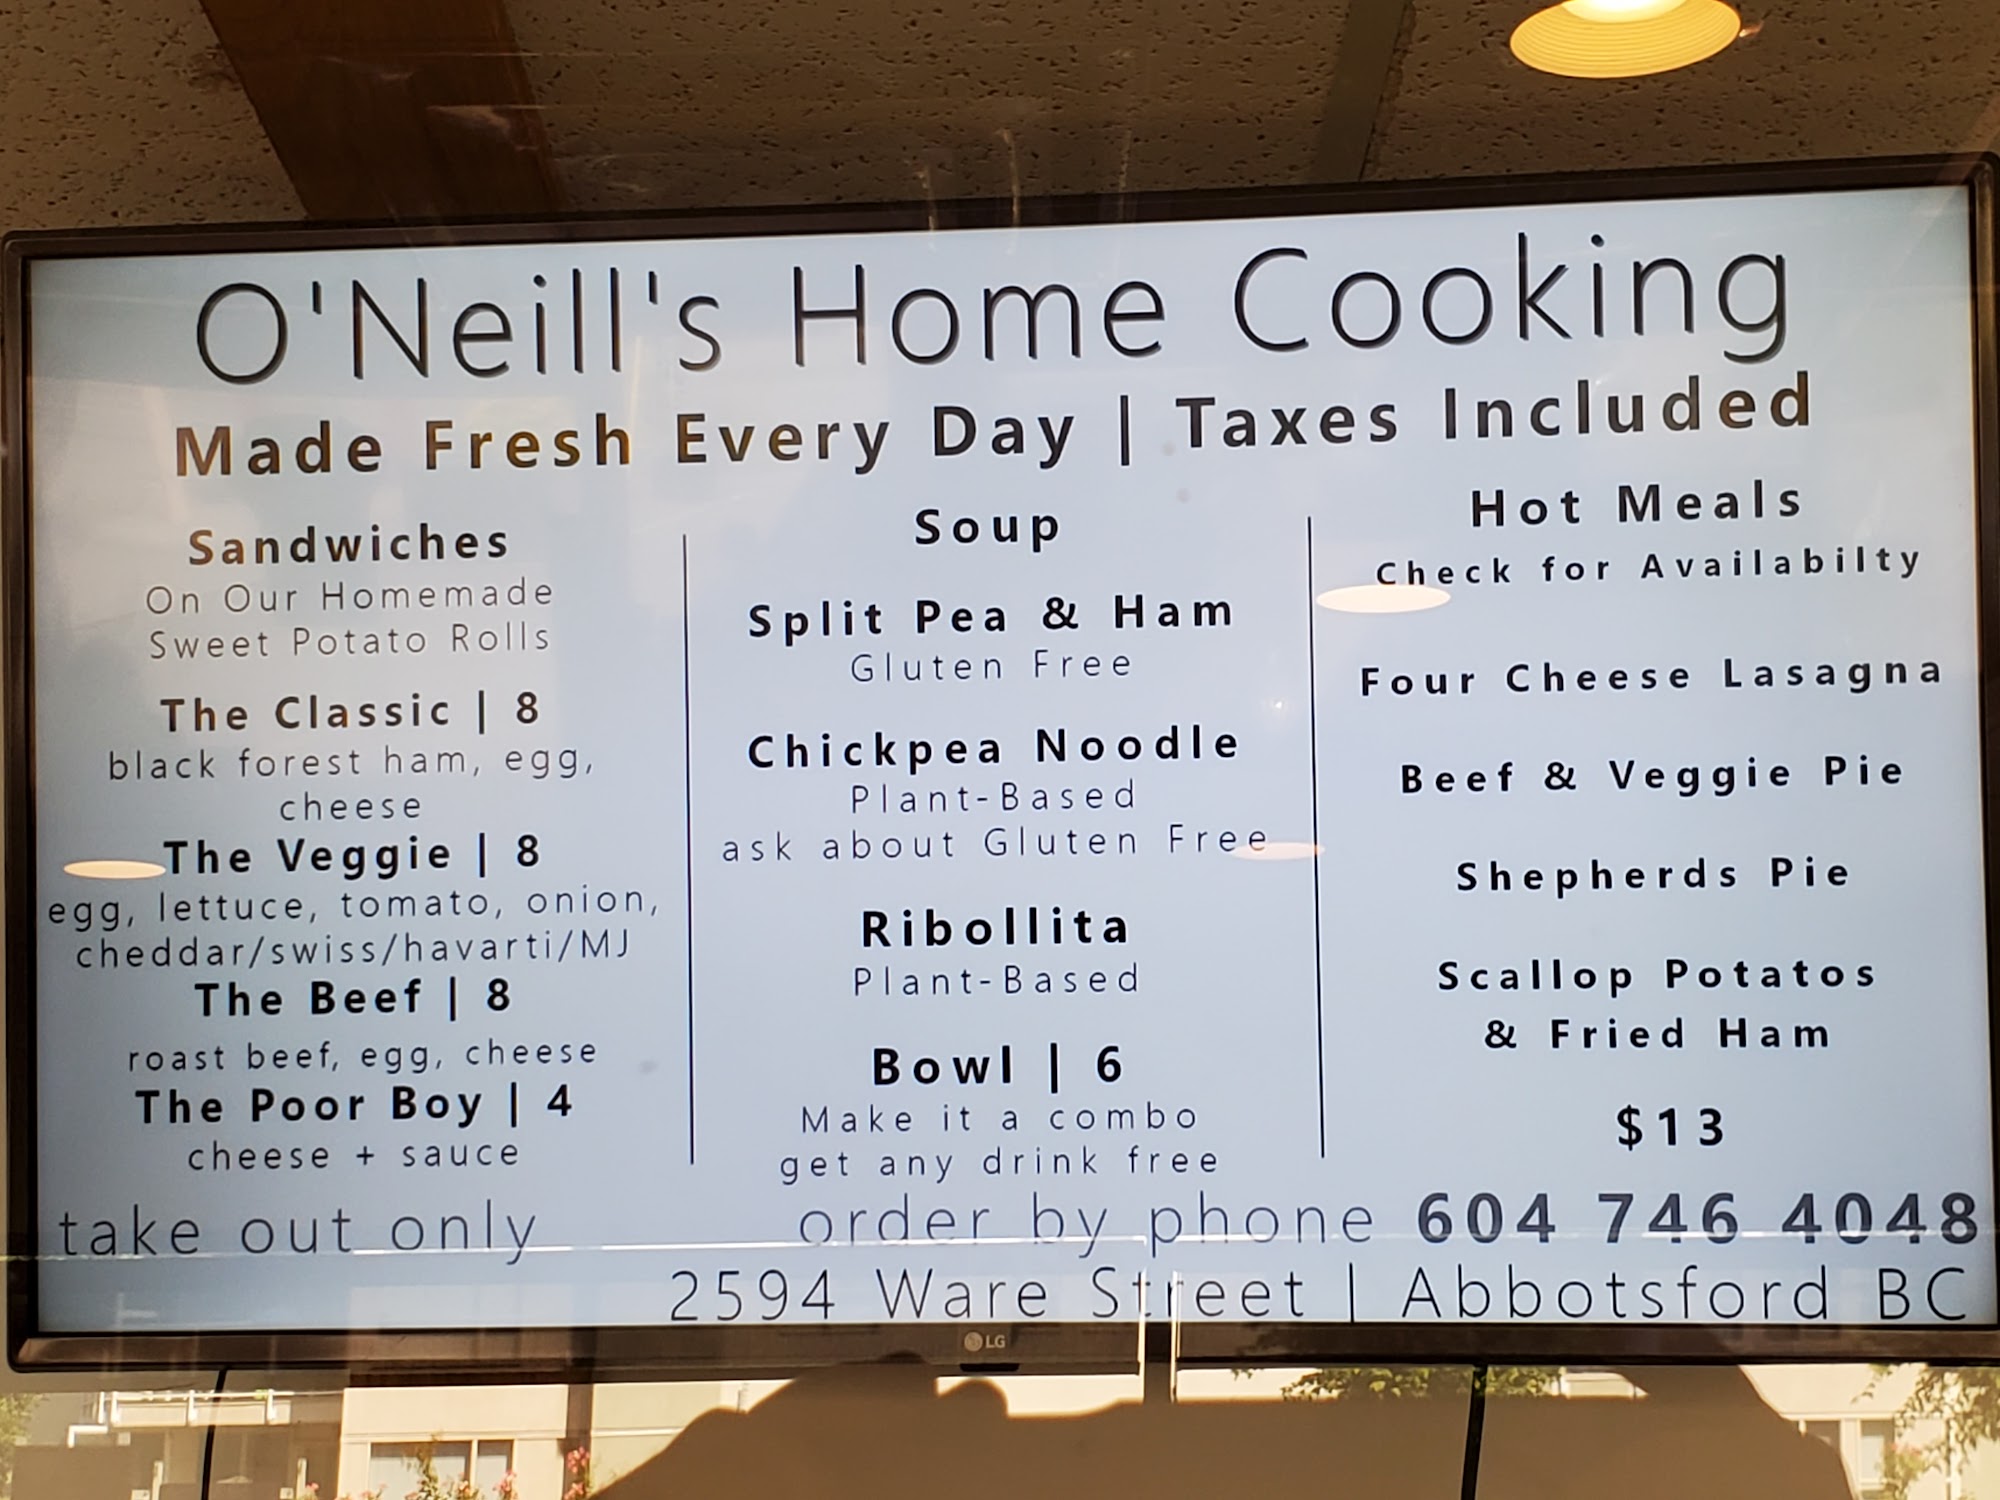 O'Neill's Home Cooking
Made Fresh Every Day | Taxes Included
Sandwiches
On Our Homemade
Sweet Potato Rolls
The Classic | 8
black forest ham, egg,
cheese
The Veggie | 8
egg, lettuce, tomato, onion,
cheddar/swiss/havarti/MJ
The Beef | 8
roast beef, egg, cheese
The Poor Boy | 4
cheese + sauce
Soup
Split Pea & Ham
Gluten Free
Chickpea Noodle
Plant-Based
ask about Gluten Free
Ribollita
Plant-Based
Bowl | 6
Make it a combo
get any drink free
Hot Meals
Check for Availabilty
Four Cheese Lasagna
Beef & Veggie Pie
Shepherds Pie
Scallop Potatos
& Fried Ham
$13
take out only
order by phone 604 746 4048
2594 Ware Street | Abbotsford BC
LG